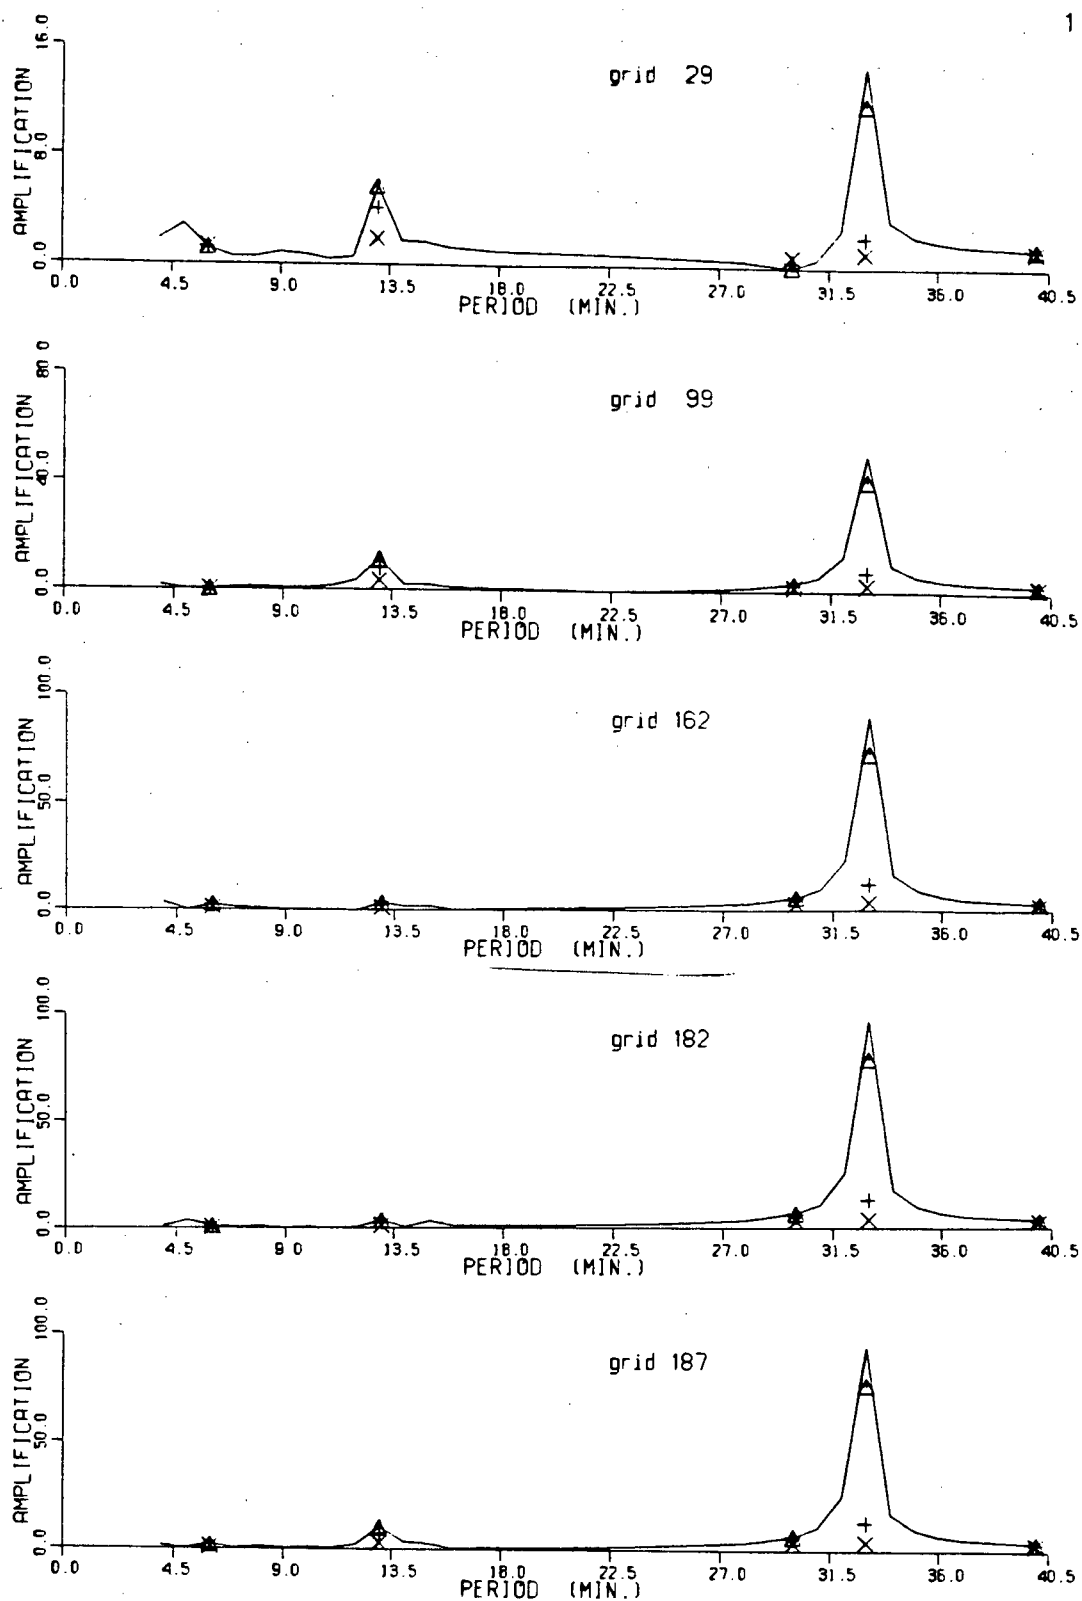 1
16.0
grid 29
AMPLIFICATION
8.0
0.0
0.0 4.5 9.0 13.5 18.0 22.5 27.0 31.5 36.0 40.5
PERIOD (MIN.)
80.0
grid 99
AMPLIFICATION
40.0
0.0
0.0 4.5 9.0 13.5 18.0 22.5 27.0 31.5 36.0 40.5
PERIOD (MIN.)
100.0
grid 162
AMPLIFICATION
50.0
0.0
0.0 4.5 9.0 13.5 18.0 22.5 27.0 31.5 36.0 40.5
PERIOD (MIN.)
100.0
grid 182
AMPLIFICATION
50.0
0.0
0.0 4.5 9.0 13.5 18.0 22.5 27.0 31.5 36.0 40.5
PERIOD (MIN.)
100.0
grid 187
AMPLIFICATION
50.0
0.0
0.0 4.5 9.0 13.5 18.0 22.5 27.0 31.5 36.0 40.5
PERIOD (MIN.)